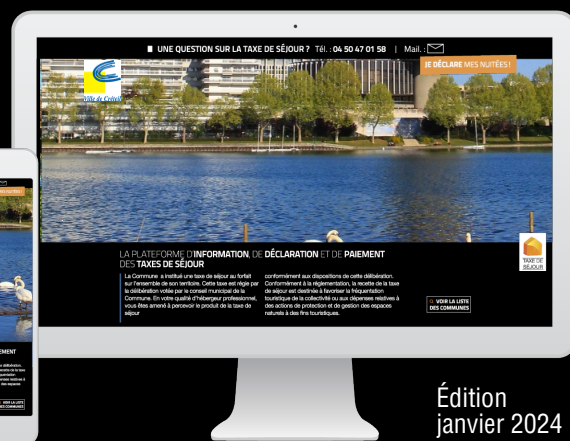 UNE QUESTION SUR LA TAXE DE SÉJOUR ? Tél. : 04 50 47 01 58 | Mail. :
JE DÉCLARE MES NUITÉES !
Ville de Créteil
LA PLATEFORME D'INFORMATION, DE DÉCLARATION ET DE PAIEMENT
DES TAXES DE SÉJOUR
La Commune a institué une taxe de séjour au forfait
sur l'ensemble de son territoire. Cette taxe est régie par
la délibération votée par le conseil municipal de la
Commune. En votre qualité d'hébergeur professionnel,
vous êtes amené à percevoir le produit de la taxe de
séjour
conformément aux dispositions de cette délibération.
Conformément à la réglementation, la recette de la taxe
de séjour est destinée à favoriser la fréquentation
touristique de la collectivité ou aux dépenses relatives à
des actions de protection et de gestion des espaces
naturels à des fins touristiques.
TAXE DE
SÉJOUR
VOIR LA LISTE
DES COMMUNES
EMENT
VOIR LA LISTE
DES COMMUNES
Édition
janvier 2024